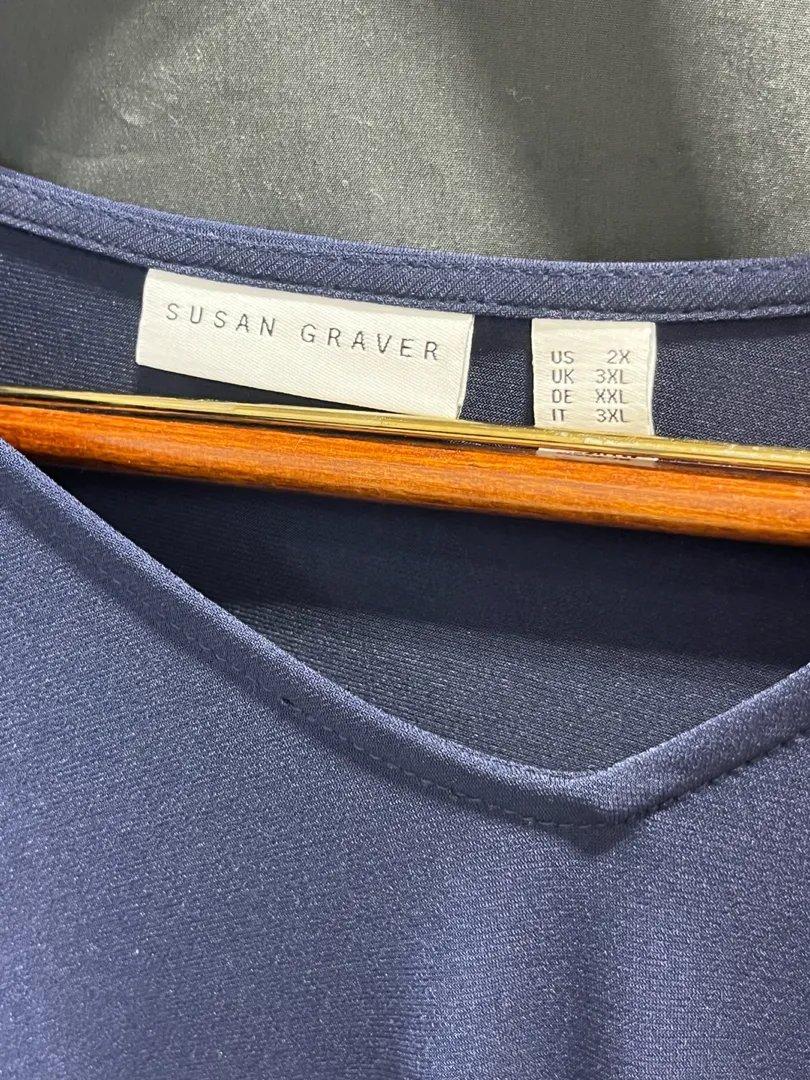 SUSAN GRAVER
US 2X
UK 3XL
DE XXL
IT 3XL